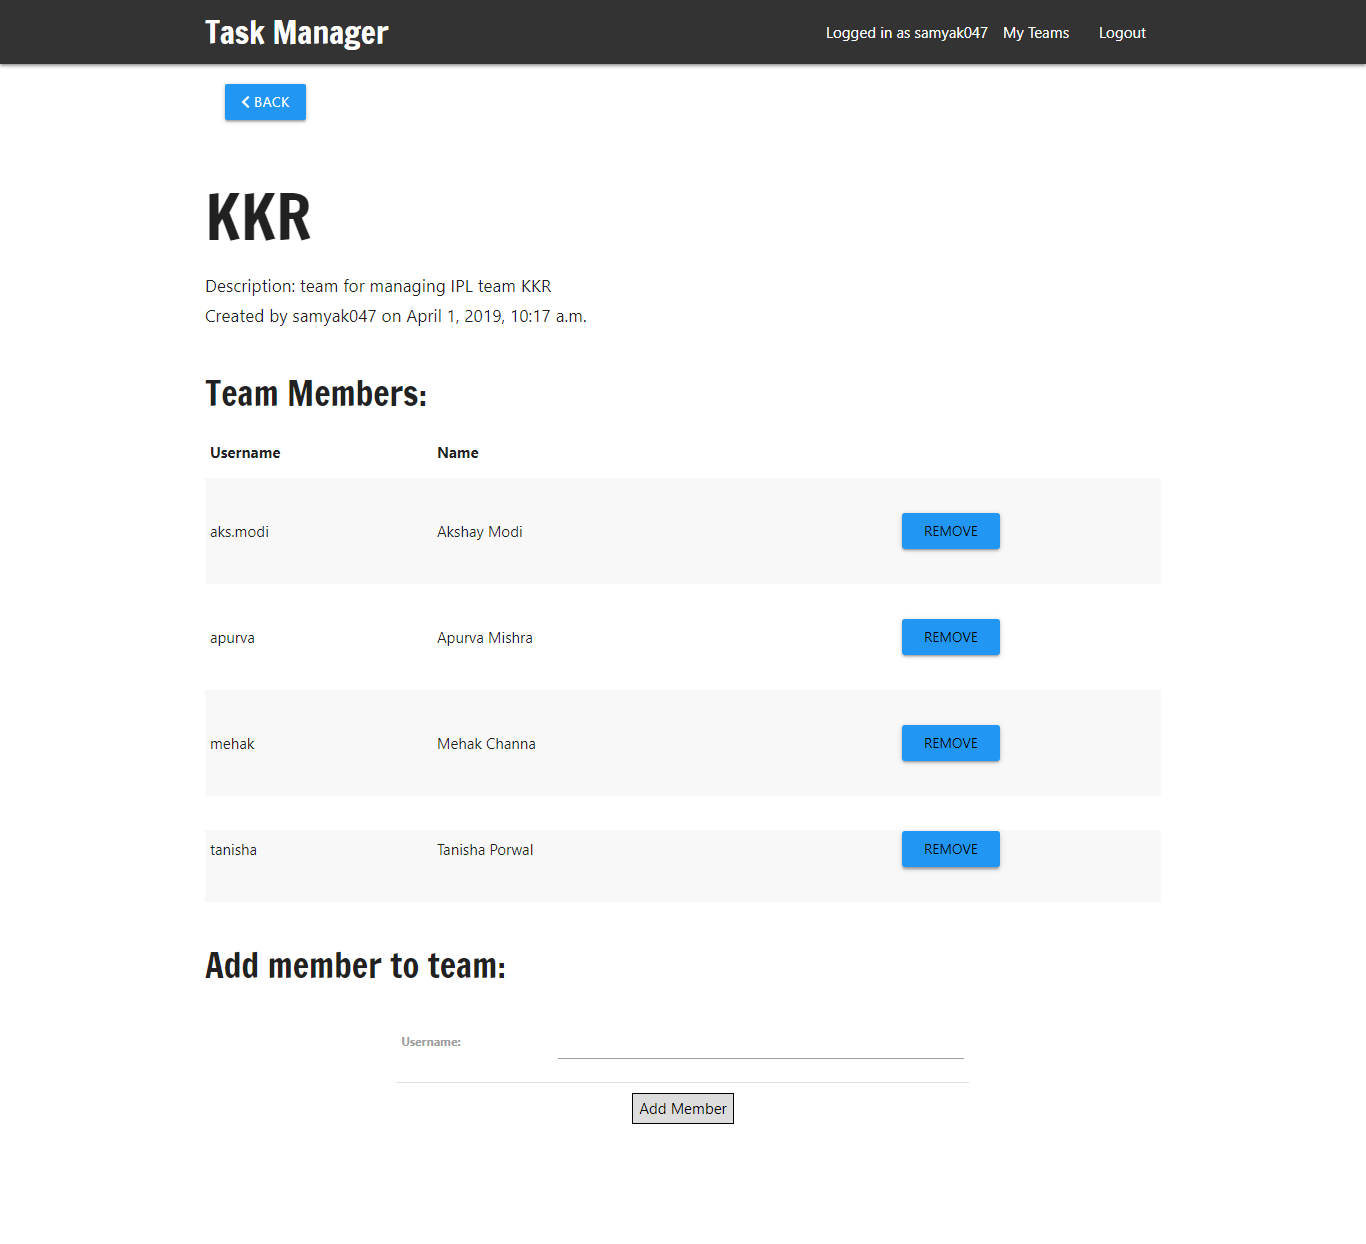 Task Manager
Logged in as samyak047 My Teams Logout
BACK
KKR
Description: team for managing IPL team KKR
Created by samyak047 on April 1, 2019, 10:17 a.m.
Team Members:
Username Name
aks.modi Akshay Modi REMOVE
apurva Apurva Mishra REMOVE
mehak Mehak Channa REMOVE
tanisha Tanisha Porwal REMOVE
Add member to team:
Username:
Add Member